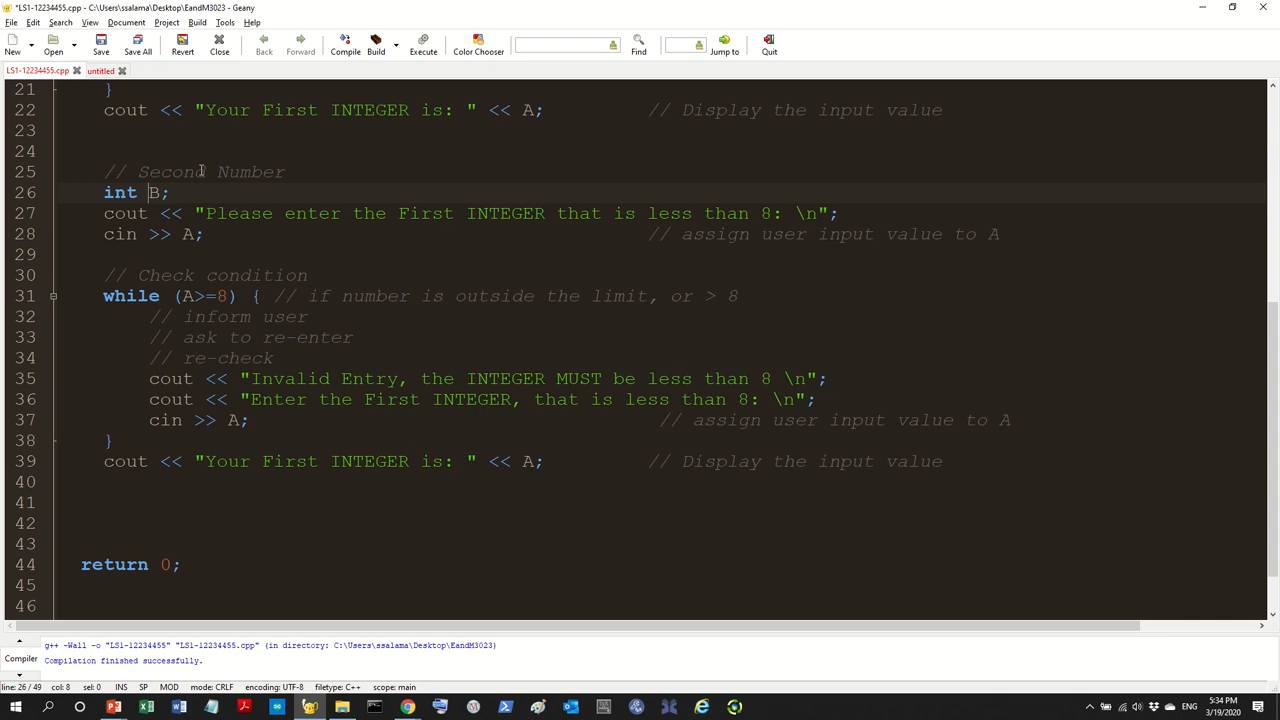 *LS1-12234455.cpp - C:\Users\ssalama\Desktop\EandM3023 - Geany
File Edit Search View Document Project Build Tools Help
New Open Save Save All Revert Close Back Forward Compile Build Execute Color Chooser Find Jump to Quit
LS1-12234455.cpp untitled
21 }
22 cout << "Your First INTEGER is: " << A; // Display the input value
23
24
25 // Second Number
26 int B;
27 cout << "Please enter the First INTEGER that is less than 8: \n";
28 cin >> A; // assign user input value to A
29
30 // Check condition
31 while (A>=8) { // if number is outside the limit, or > 8
32 // inform user
33 // ask to re-enter
34 // re-check
35 cout << "Invalid Entry, the INTEGER MUST be less than 8 \n";
36 cout << "Enter the First INTEGER, that is less than 8: \n";
37 cin >> A; // assign user input value to A
38 }
39 cout << "Your First INTEGER is: " << A; // Display the input value
40
41
42
43
44 return 0;
45
46
g++ -Wall -o "LS1-12234455" "LS1-12234455.cpp" (in directory: C:\Users\ssalama\Desktop\EandM3023)
Compiler Compilation finished successfully.
line: 26 / 49 col: 8 sel: 0 INS SP MOD mode: CRLF encoding: UTF-8 filetype: C++ scope: main
5:34 PM
3/19/2020